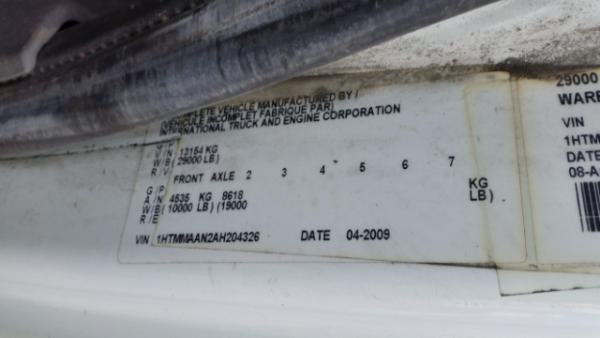 VEHICLE MANUFACTURED BY /
(VEHICULE INCOMPLET FABRIQUE PAR)
INTERNATIONAL TRUCK AND ENGINE CORPORATION
V/N 13154 KG
W/B (29000 LB)
R/V
FRONT AXLE 2 3 4 5 6 7
G/P
A/N 4535 KG 8618 KG
W/B (10000 LB) (19000 LB)
R/E
VIN 1HTMMAAN2AH204326 DATE 04-2009
29000
WARE
VIN
1HTM
DATE
08-A